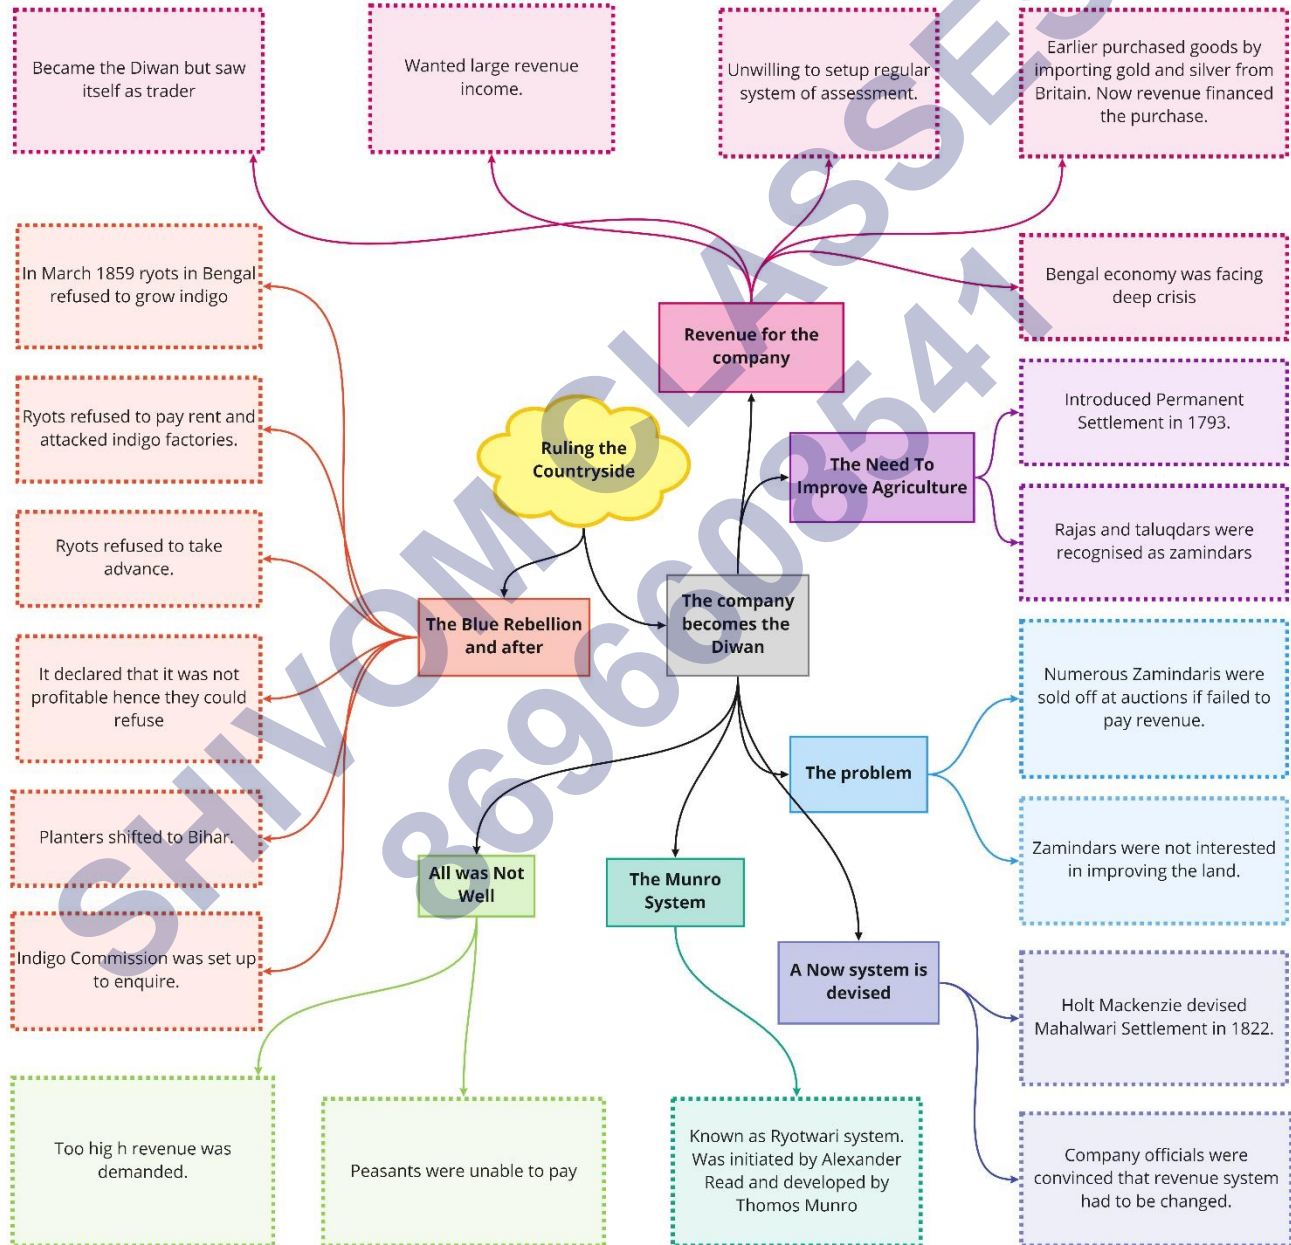 Became the Diwan but saw
itself as trader
Wanted large revenue
income.
Unwilling to setup regular
system of assessment.
Earlier purchased goods by
importing gold and silver from
Britain. Now revenue financed
the purchase.
In March 1859 ryots in Bengal
refused to grow indigo
Bengal economy was facing
deep crisis
Revenue for the
company
Ryots refused to pay rent and
attacked indigo factories.
Introduced Permanent
Settlement in 1793.
Ruling the
Countryside
The Need To
Improve Agriculture
Ryots refused to take
advance.
Rajas and taluqdars were
recognised as zamindars
The Blue Rebellion
and after
The company
becomes the
Diwan
It declared that it was not
profitable hence they could
refuse
Numerous Zamindaris were
sold off at auctions if failed to
pay revenue.
The problem
Planters shifted to Bihar.
Zamindars were not interested
in improving the land.
All was Not
Well
The Munro
System
Indigo Commission was set up
to enquire.
A Now system is
devised
Holt Mackenzie devised
Mahalwari Settlement in 1822.
Too hig h revenue was
demanded.
Peasants were unable to pay
Known as Ryotwari system.
Was initiated by Alexander
Read and developed by
Thomos Munro
Company officials were
convinced that revenue system
had to be changed.
SHIVOM CLASSES
8696608541